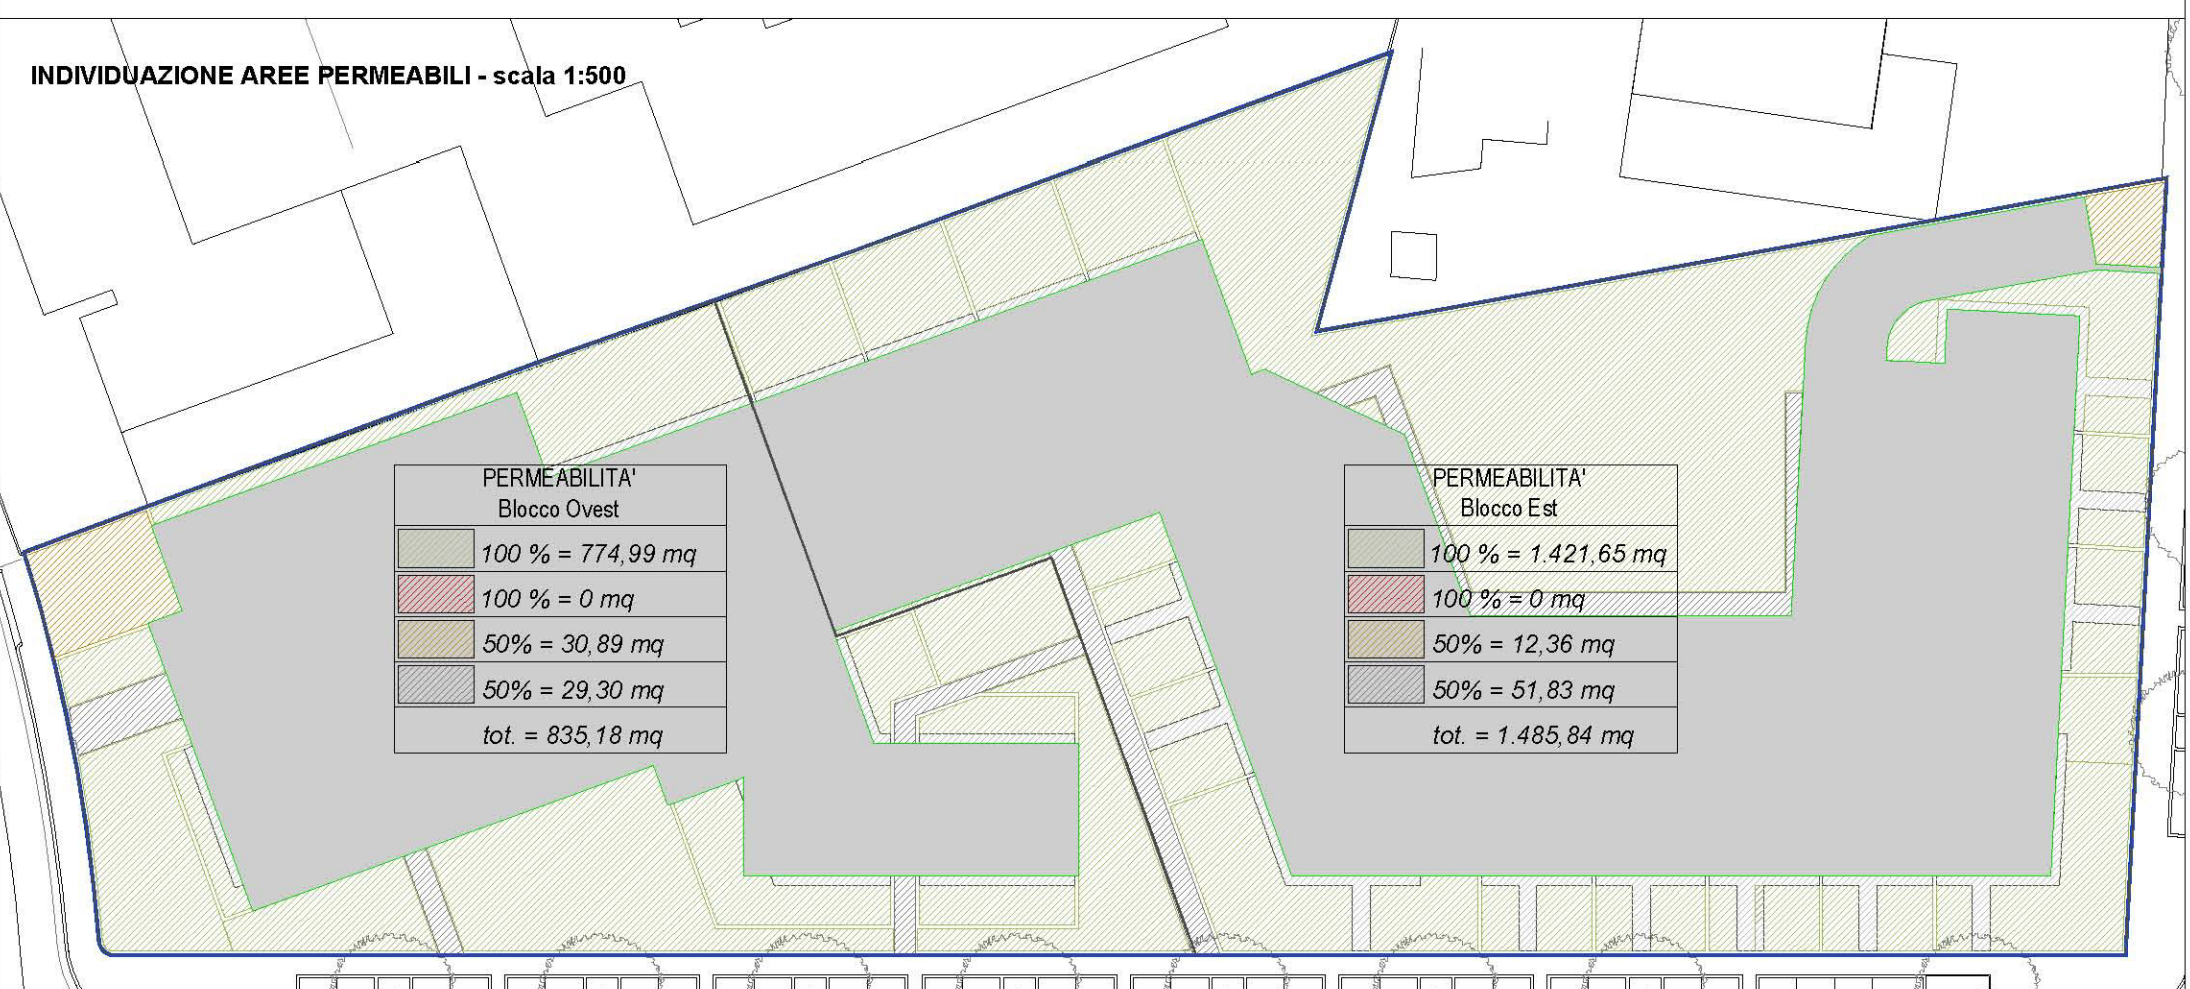 INDIVIDUAZIONE AREE PERMEABILI - scala 1:500
PERMEABILITA'
Blocco Ovest
100 % = 774,99 mq
100 % = 0 mq
50% = 30,89 mq
50% = 29,30 mq
tot. = 835,18 mq
PERMEABILITA'
Blocco Est
100 % = 1.421,65 mq
100 % = 0 mq
50% = 12,36 mq
50% = 51,83 mq
tot. = 1.485,84 mq